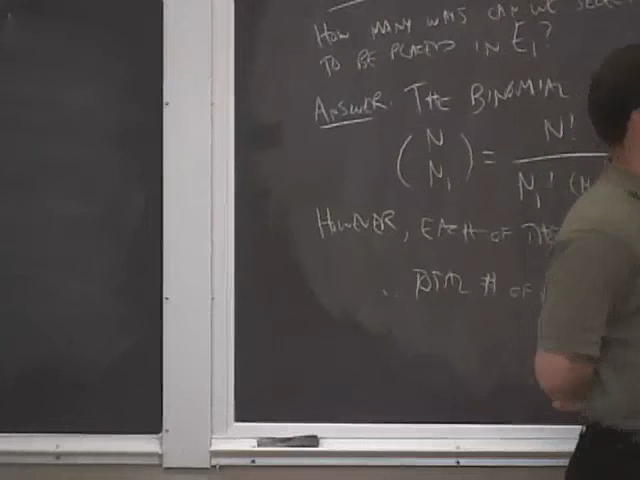 HOW MANY WAYS CAN WE SELECT
TO BE PLACED IN E₁?
ANSWER. THE BINOMIAL
(N N₁) = N! / N₁! (N
HOWEVER, EACH OF THE
∴ TOTAL # OF